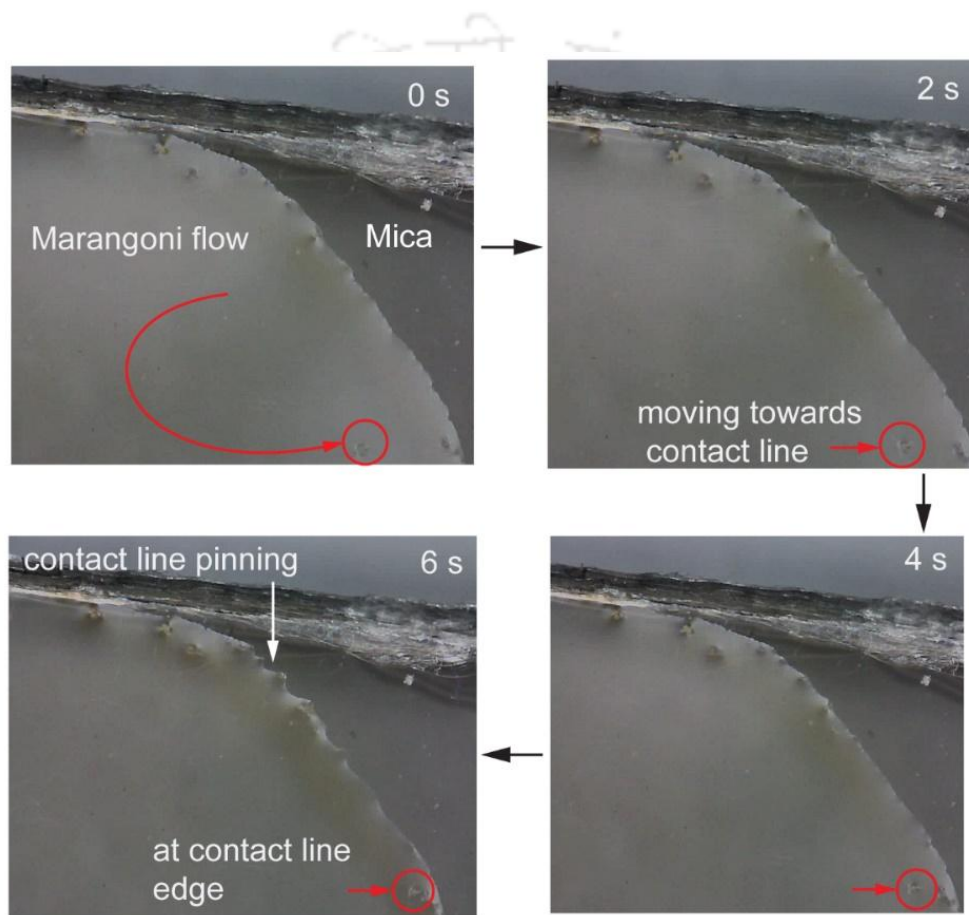 0 s
2 s
Marangoni flow
Mica
moving towards
contact line
contact line pinning
6 s
4 s
at contact line
edge